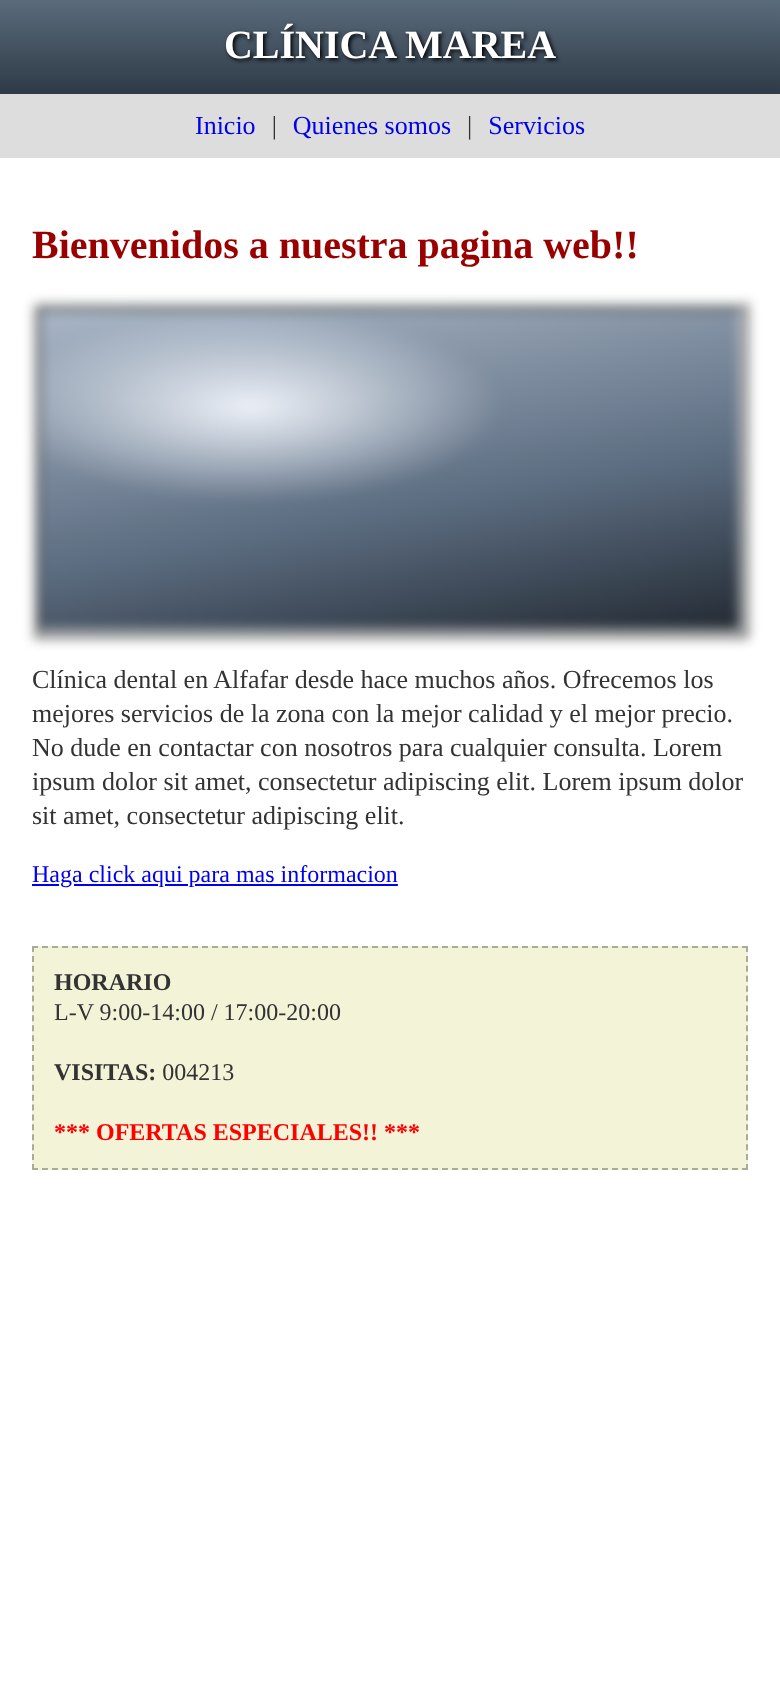 CLÍNICA MAREA
Inicio | Quienes somos | Servicios
Bienvenidos a nuestra pagina web!!
Clínica dental en Alfafar desde hace muchos años. Ofrecemos los
mejores servicios de la zona con la mejor calidad y el mejor precio.
No dude en contactar con nosotros para cualquier consulta. Lorem
ipsum dolor sit amet, consectetur adipiscing elit. Lorem ipsum dolor
sit amet, consectetur adipiscing elit.
Haga click aqui para mas informacion
HORARIO
L-V 9:00-14:00 / 17:00-20:00
VISITAS: 004213
*** OFERTAS ESPECIALES!! ***